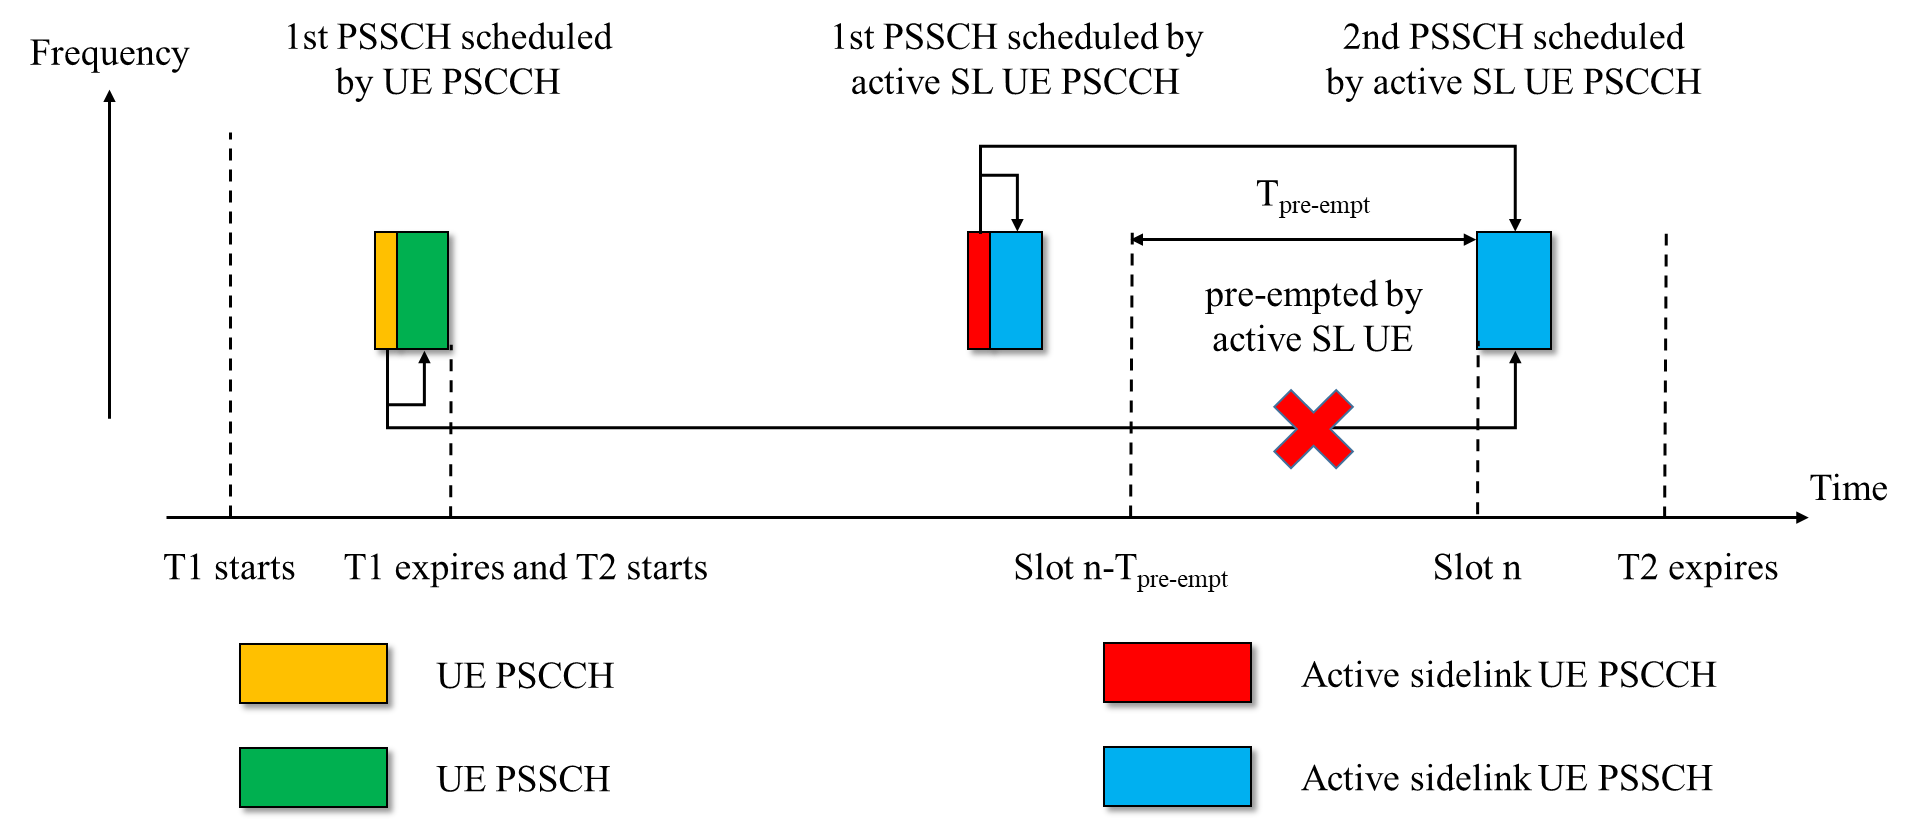 Frequency
1st PSSCH scheduled
by UE PSCCH
1st PSSCH scheduled by
active SL UE PSCCH
2nd PSSCH scheduled
by active SL UE PSCCH
Tpre-empt
pre-empted by
active SL UE
Time
T1 starts
T1 expires and T2 starts
Slot n-Tpre-empt
Slot n
T2 expires
UE PSCCH
Active sidelink UE PSCCH
UE PSSCH
Active sidelink UE PSSCH